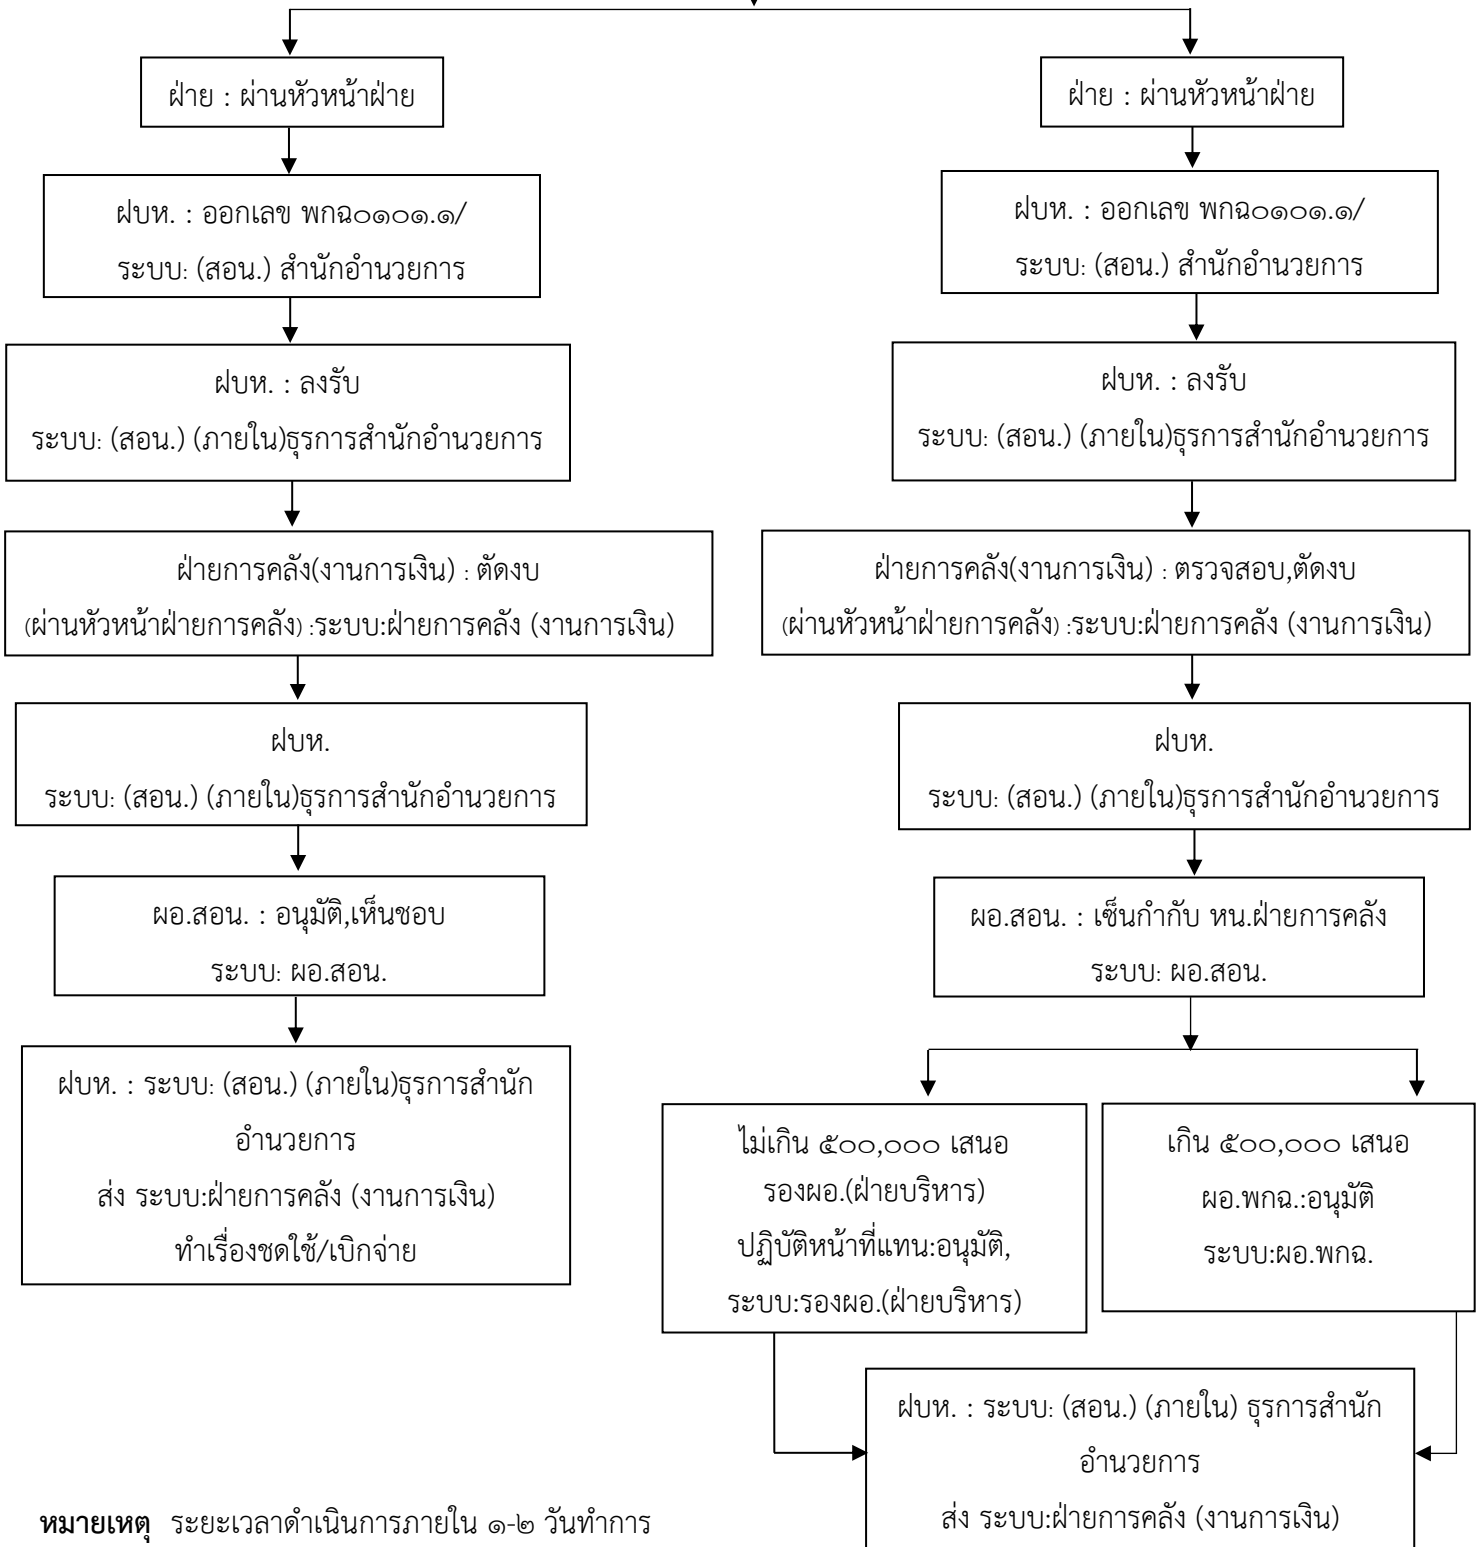 ฝ่าย : ผ่านหัวหน้าฝ่าย
ฝบห. : ออกเลข พกฉ๐๑๐๑.๑/
ระบบ: (สอน.) สำนักอำนวยการ
ฝบห. : ลงรับ
ระบบ: (สอน.) (ภายใน)ธุรการสำนักอำนวยการ
ฝ่ายการคลัง(งานการเงิน) : ตัดงบ
(ผ่านหัวหน้าฝ่ายการคลัง) :ระบบ:ฝ่ายการคลัง (งานการเงิน)
ฝบห.
ระบบ: (สอน.) (ภายใน)ธุรการสำนักอำนวยการ
ผอ.สอน. : อนุมัติ,เห็นชอบ
ระบบ: ผอ.สอน.
ฝบห. : ระบบ: (สอน.) (ภายใน)ธุรการสำนัก
อำนวยการ
ส่ง ระบบ:ฝ่ายการคลัง (งานการเงิน)
ทำเรื่องชดใช้/เบิกจ่าย
ฝ่าย : ผ่านหัวหน้าฝ่าย
ฝบห. : ออกเลข พกฉ๐๑๐๑.๑/
ระบบ: (สอน.) สำนักอำนวยการ
ฝบห. : ลงรับ
ระบบ: (สอน.) (ภายใน)ธุรการสำนักอำนวยการ
ฝ่ายการคลัง(งานการเงิน) : ตรวจสอบ,ตัดงบ
(ผ่านหัวหน้าฝ่ายการคลัง) :ระบบ:ฝ่ายการคลัง (งานการเงิน)
ฝบห.
ระบบ: (สอน.) (ภายใน)ธุรการสำนักอำนวยการ
ผอ.สอน. : เซ็นกำกับ หน.ฝ่ายการคลัง
ระบบ: ผอ.สอน.
ไม่เกิน ๕๐๐,๐๐๐ เสนอ
รองผอ.(ฝ่ายบริหาร)
ปฏิบัติหน้าที่แทน:อนุมัติ,
ระบบ:รองผอ.(ฝ่ายบริหาร)
เกิน ๕๐๐,๐๐๐ เสนอ
ผอ.พกฉ.:อนุมัติ
ระบบ:ผอ.พกฉ.
ฝบห. : ระบบ: (สอน.) (ภายใน) ธุรการสำนัก
อำนวยการ
ส่ง ระบบ:ฝ่ายการคลัง (งานการเงิน)
หมายเหตุ ระยะเวลาดำเนินการภายใน ๑-๒ วันทำการ